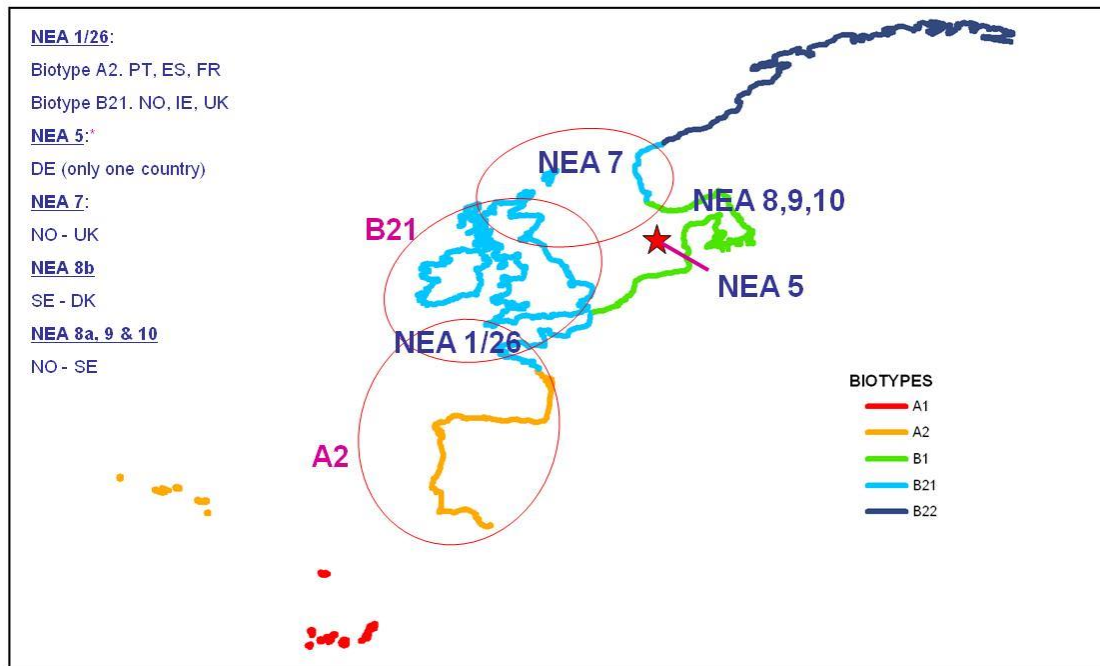 NEA 1/26:
Biotype A2. PT, ES, FR
Biotype B21. NO, IE, UK
NEA 5:*
DE (only one country)
NEA 7:
NO - UK
NEA 8b
SE - DK
NEA 8a, 9 & 10
NO - SE
NEA 7
NEA 8,9,10
B21
NEA 5
NEA 1/26
A2
BIOTYPES
A1
A2
B1
B21
B22